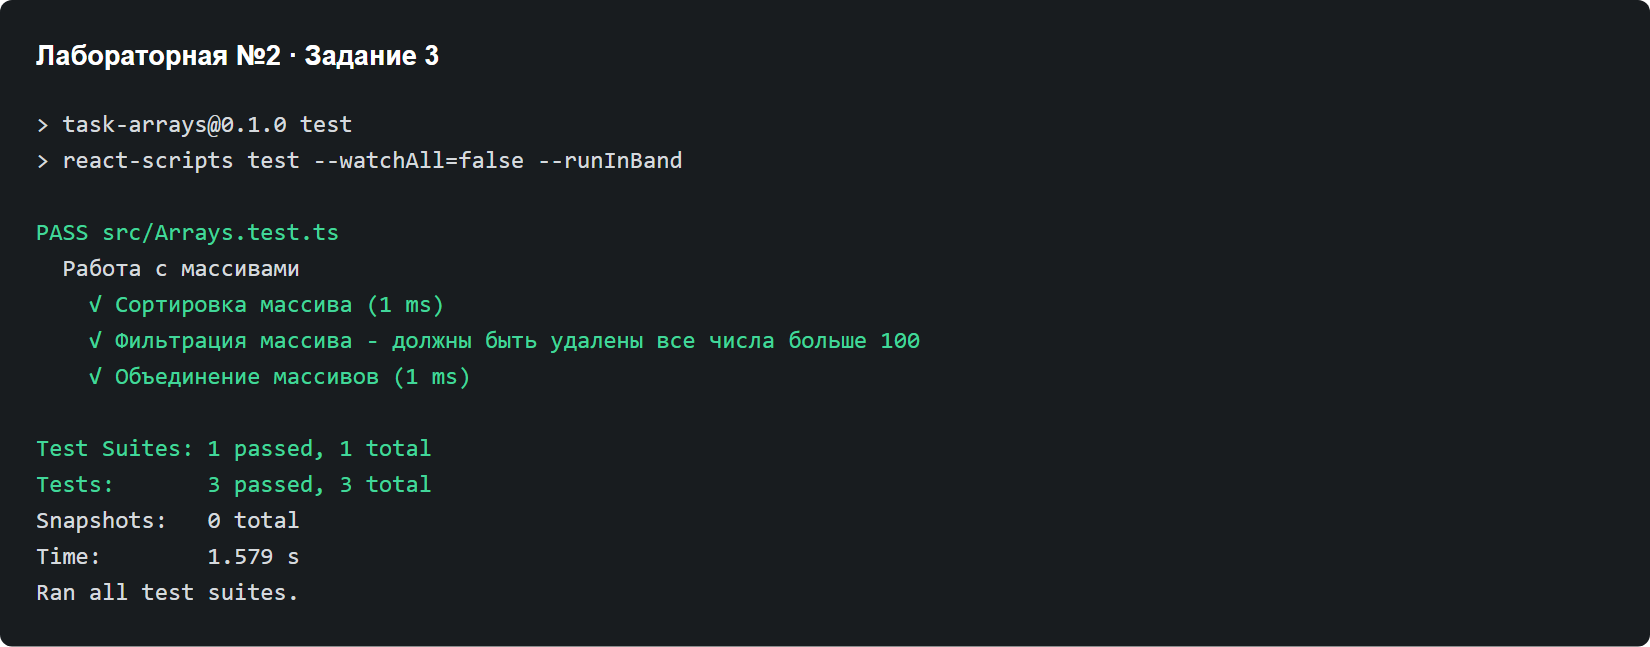 Лабораторная №2 · Задание 3
> task-arrays@0.1.0 test
> react-scripts test --watchAll=false --runInBand
PASS src/Arrays.test.ts
Работа с массивами
√ Сортировка массива (1 ms)
√ Фильтрация массива - должны быть удалены все числа больше 100
√ Объединение массивов (1 ms)
Test Suites: 1 passed, 1 total
Tests:       3 passed, 3 total
Snapshots:   0 total
Time:        1.579 s
Ran all test suites.